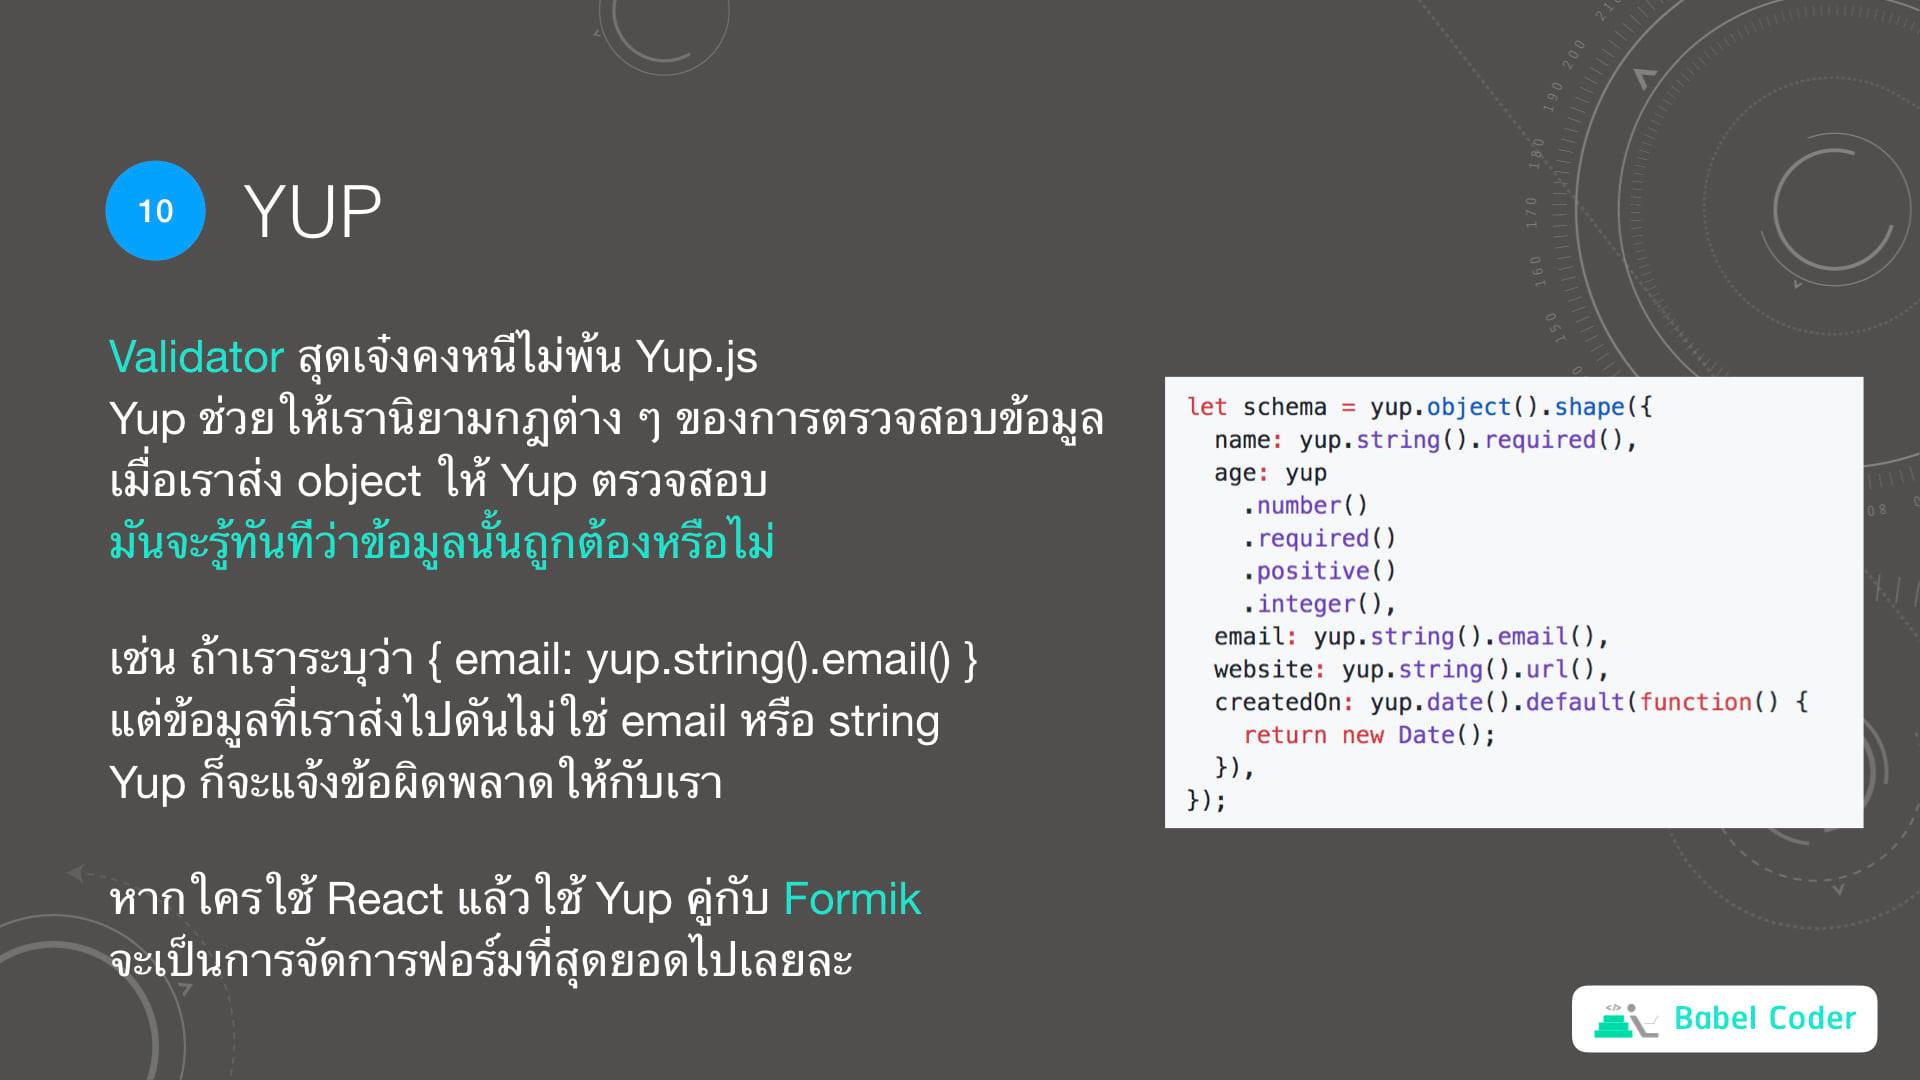 10
YUP
Validator สุดเจ๋งคงหนีไม่พ้น Yup.js
Yup ช่วยให้เรานิยามกฎต่าง ๆ ของการตรวจสอบข้อมูล
เมื่อเราส่ง object ให้ Yup ตรวจสอบ
มันจะรู้ทันทีว่าข้อมูลนั้นถูกต้องหรือไม่
เช่น ถ้าเราระบุว่า { email: yup.string().email() }
แต่ข้อมูลที่เราส่งไปดันไม่ใช่ email หรือ string
Yup ก็จะแจ้งข้อผิดพลาดให้กับเรา
หากใครใช้ React แล้วใช้ Yup คู่กับ Formik
จะเป็นการจัดการฟอร์มที่สุดยอดไปเลยละ
let schema = yup.object().shape({
  name: yup.string().required(),
  age: yup
    .number()
    .required()
    .positive()
    .integer(),
  email: yup.string().email(),
  website: yup.string().url(),
  createdOn: yup.date().default(function() {
    return new Date();
  }),
});
200
190
180
170
160
150
80
Babel Coder